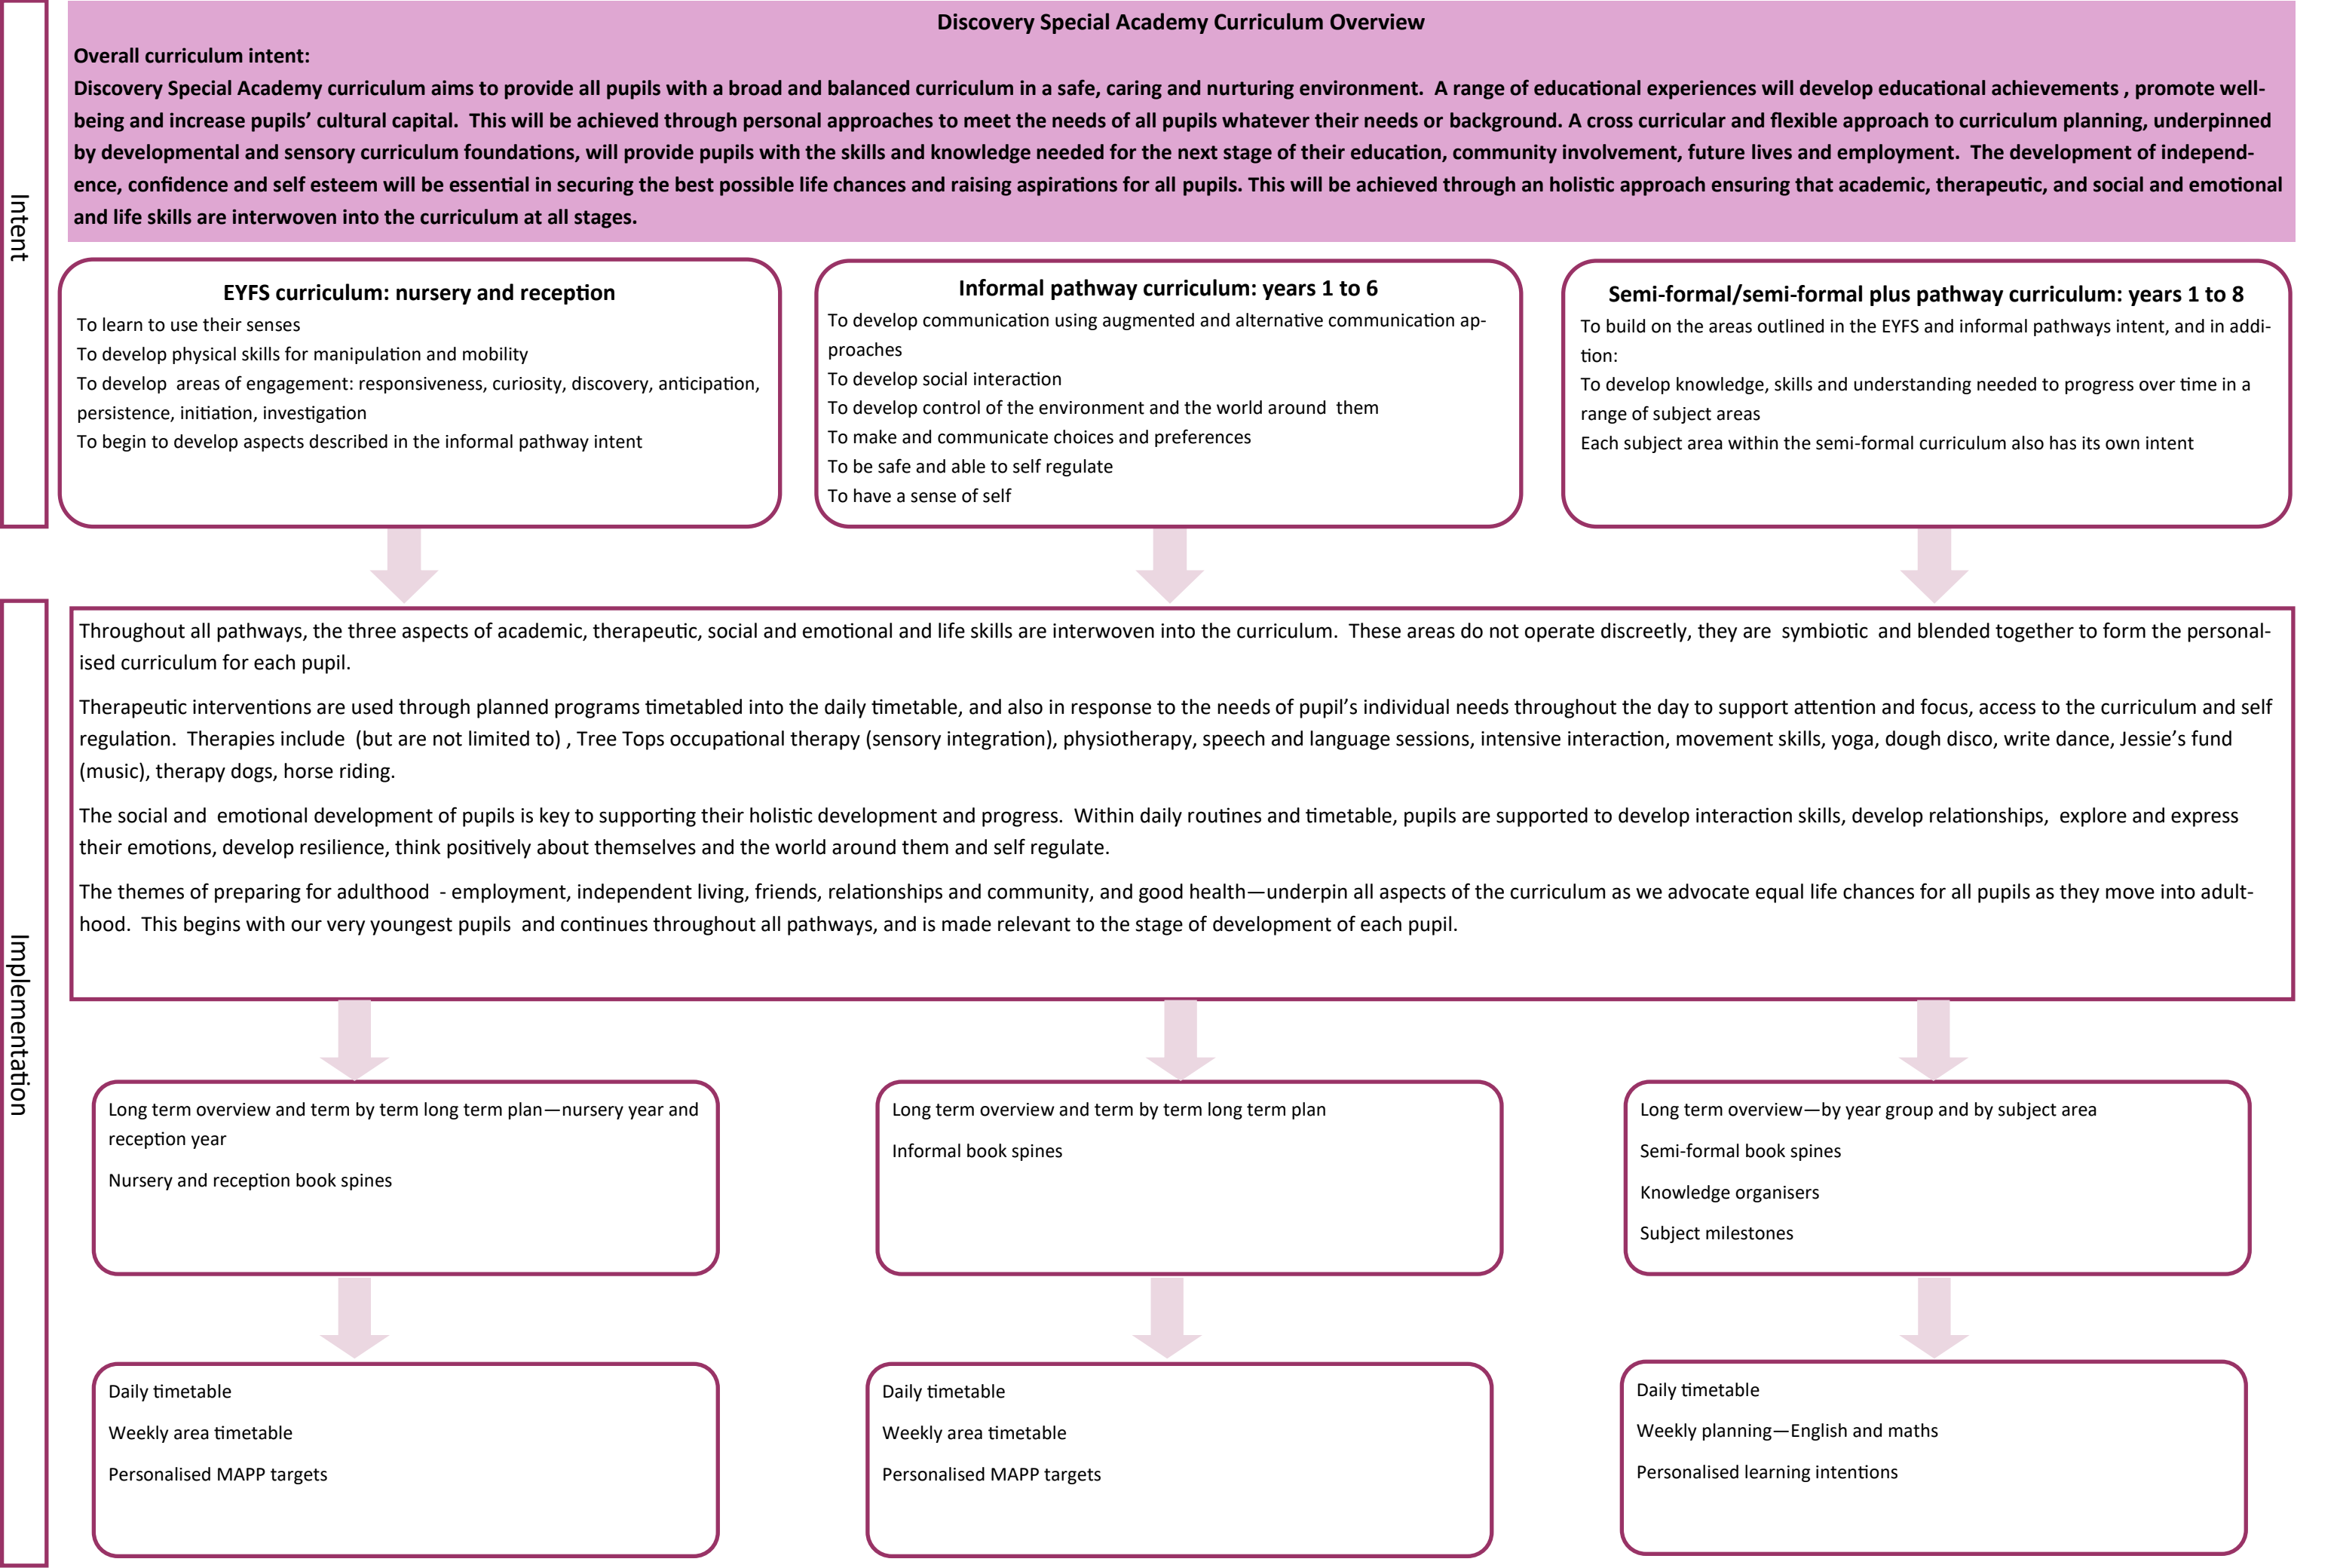 Discovery Special Academy Curriculum Overview
Overall curriculum intent:
Discovery Special Academy curriculum aims to provide all pupils with a broad and balanced curriculum in a safe, caring and nurturing environment.  A range of educational experiences will develop educational achievements , promote well-
being and increase pupils’ cultural capital.  This will be achieved through personal approaches to meet the needs of all pupils whatever their needs or background. A cross curricular and flexible approach to curriculum planning, underpinned
by developmental and sensory curriculum foundations, will provide pupils with the skills and knowledge needed for the next stage of their education, community involvement, future lives and employment.  The development of independ-
ence, confidence and self esteem will be essential in securing the best possible life chances and raising aspirations for all pupils. This will be achieved through an holistic approach ensuring that academic, therapeutic, and social and emotional
and life skills are interwoven into the curriculum at all stages.
Intent
EYFS curriculum: nursery and reception
To learn to use their senses
To develop physical skills for manipulation and mobility
To develop  areas of engagement: responsiveness, curiosity, discovery, anticipation,
persistence, initiation, investigation
To begin to develop aspects described in the informal pathway intent
Informal pathway curriculum: years 1 to 6
To develop communication using augmented and alternative communication ap-
proaches
To develop social interaction
To develop control of the environment and the world around  them
To make and communicate choices and preferences
To be safe and able to self regulate
To have a sense of self
Semi-formal/semi-formal plus pathway curriculum: years 1 to 8
To build on the areas outlined in the EYFS and informal pathways intent, and in addi-
tion:
To develop knowledge, skills and understanding needed to progress over time in a
range of subject areas
Each subject area within the semi-formal curriculum also has its own intent
Implementation
Throughout all pathways, the three aspects of academic, therapeutic, social and emotional and life skills are interwoven into the curriculum.  These areas do not operate discreetly, they are  symbiotic  and blended together to form the personal-
ised curriculum for each pupil.
Therapeutic interventions are used through planned programs timetabled into the daily timetable, and also in response to the needs of pupil’s individual needs throughout the day to support attention and focus, access to the curriculum and self
regulation.  Therapies include  (but are not limited to) , Tree Tops occupational therapy (sensory integration), physiotherapy, speech and language sessions, intensive interaction, movement skills, yoga, dough disco, write dance, Jessie’s fund
(music), therapy dogs, horse riding.
The social and  emotional development of pupils is key to supporting their holistic development and progress.  Within daily routines and timetable, pupils are supported to develop interaction skills, develop relationships,  explore and express
their emotions, develop resilience, think positively about themselves and the world around them and self regulate.
The themes of preparing for adulthood  - employment, independent living, friends, relationships and community, and good health—underpin all aspects of the curriculum as we advocate equal life chances for all pupils as they move into adult-
hood.  This begins with our very youngest pupils  and continues throughout all pathways, and is made relevant to the stage of development of each pupil.
Long term overview and term by term long term plan—nursery year and
reception year
Nursery and reception book spines
Long term overview and term by term long term plan
Informal book spines
Long term overview—by year group and by subject area
Semi-formal book spines
Knowledge organisers
Subject milestones
Daily timetable
Weekly area timetable
Personalised MAPP targets
Daily timetable
Weekly area timetable
Personalised MAPP targets
Daily timetable
Weekly planning—English and maths
Personalised learning intentions